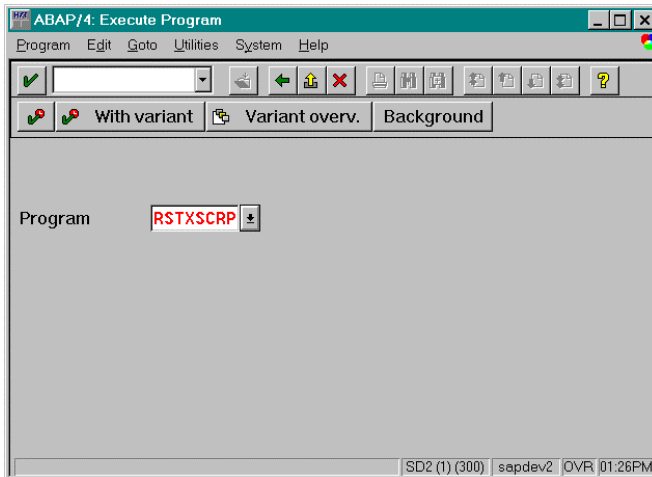 ABAP/4: Execute Program
Program Edit Goto Utilities System Help
With variant Variant overv. Background
Program RSTXSCRP
SD2 (1) (300) sapdev2 OVR 01:26PM